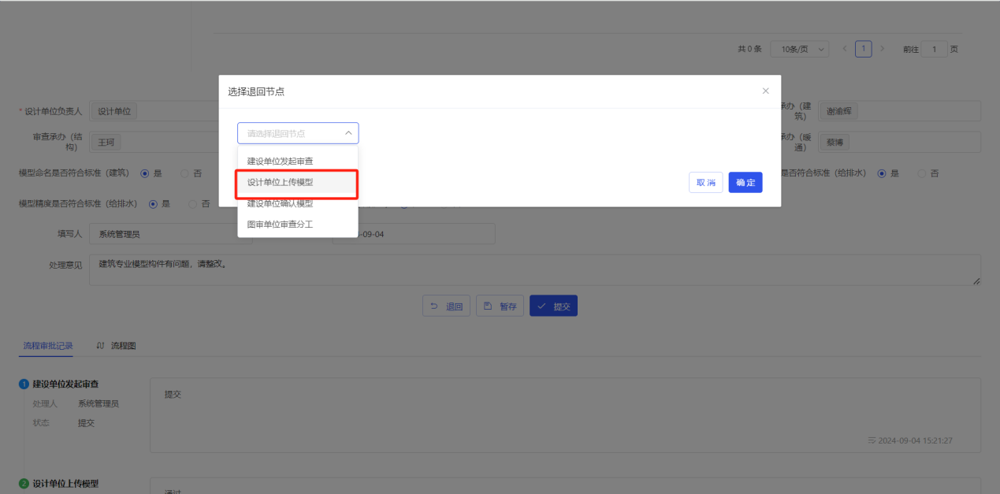 共 0 条 10条/页 1 前往 1 页
选择退回节点
* 设计单位负责人 设计单位
承办（建筑） 谢渝辉
审查承办（结构） 王珂
承办（暖通） 蔡博
请选择退回节点
建设单位发起审查
设计单位上传模型
建设单位确认模型
图审单位审查分工
取 消 确 定
模型命名是否符合标准（建筑） 是 否
是否符合标准（给排水） 是 否
模型精度是否符合标准（给排水） 是 否
填写人 系统管理员
-09-04
处理意见 建筑专业模型构件有问题，请整改。
退回 暂存 提交
流程审批记录 流程图
1 建设单位发起审查
提交
处理人 系统管理员
状态 提交
2024-09-04 15:21:27
2 设计单位上传模型
通过